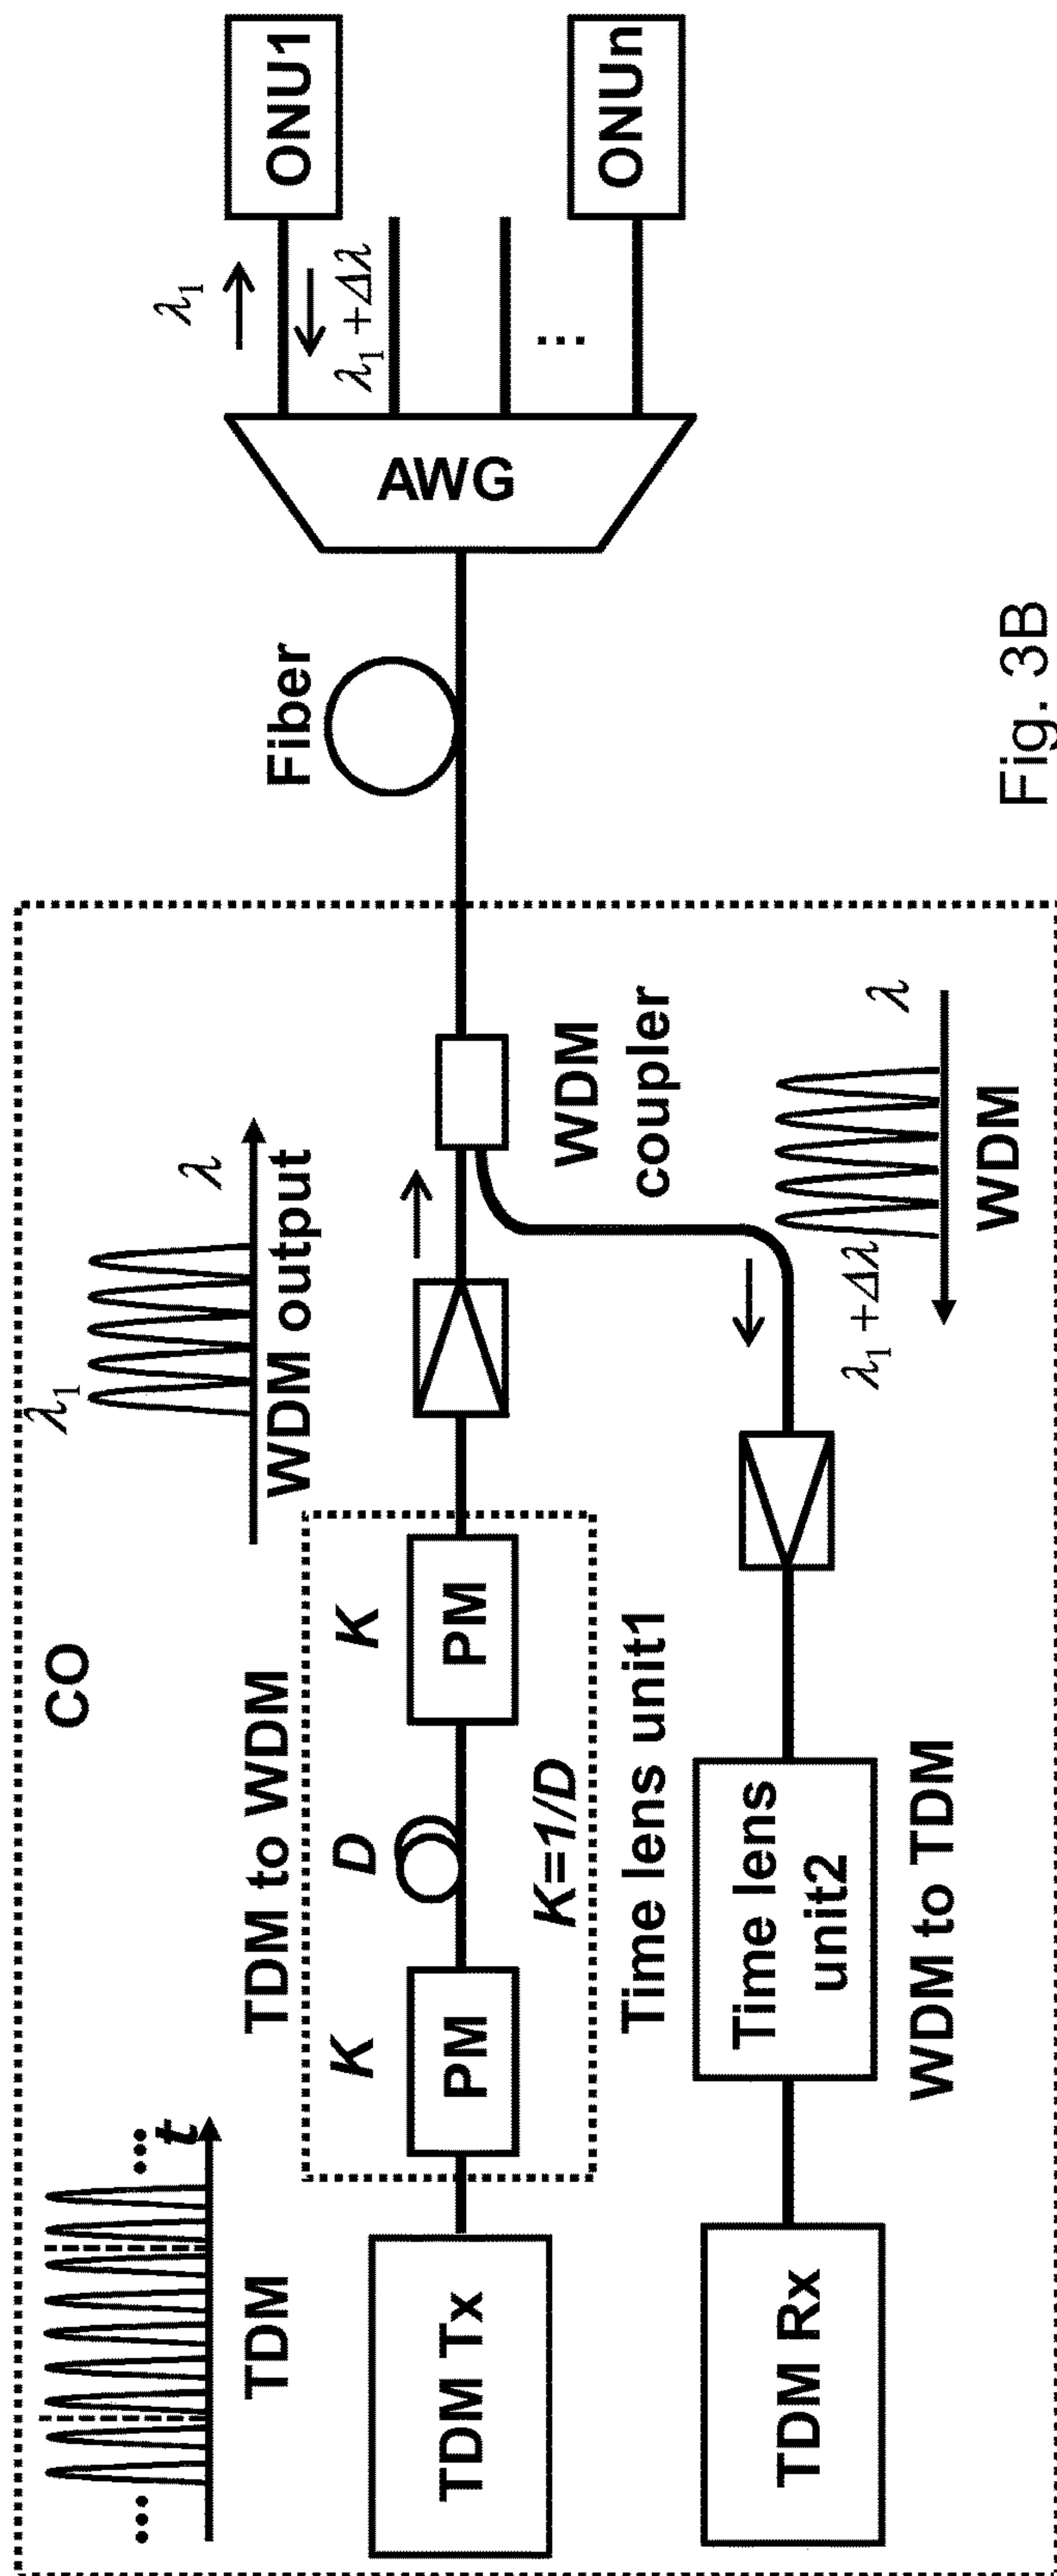 CO
TDM
...
...
t
TDM to WDM
K
D
K
PM
PM
K=1/D
Time lens unit1
λ₁
λ
WDM output
TDM Tx
WDM
coupler
Fiber
AWG
λ₁
λ₁ +Δλ
...
ONU1
ONUn
TDM Rx
Time lens
unit2
WDM to TDM
λ₁ +Δλ
λ
WDM
Fig. 3B